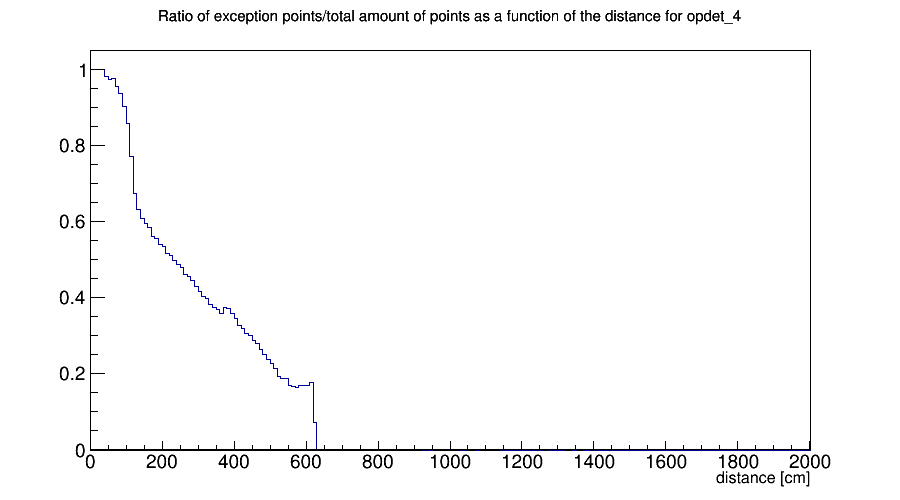 Ratio of exception points/total amount of points as a function of the distance for opdet_4
1
0.8
0.6
0.4
0.2
0
0 200 400 600 800 1000 1200 1400 1600 1800 2000
distance [cm]